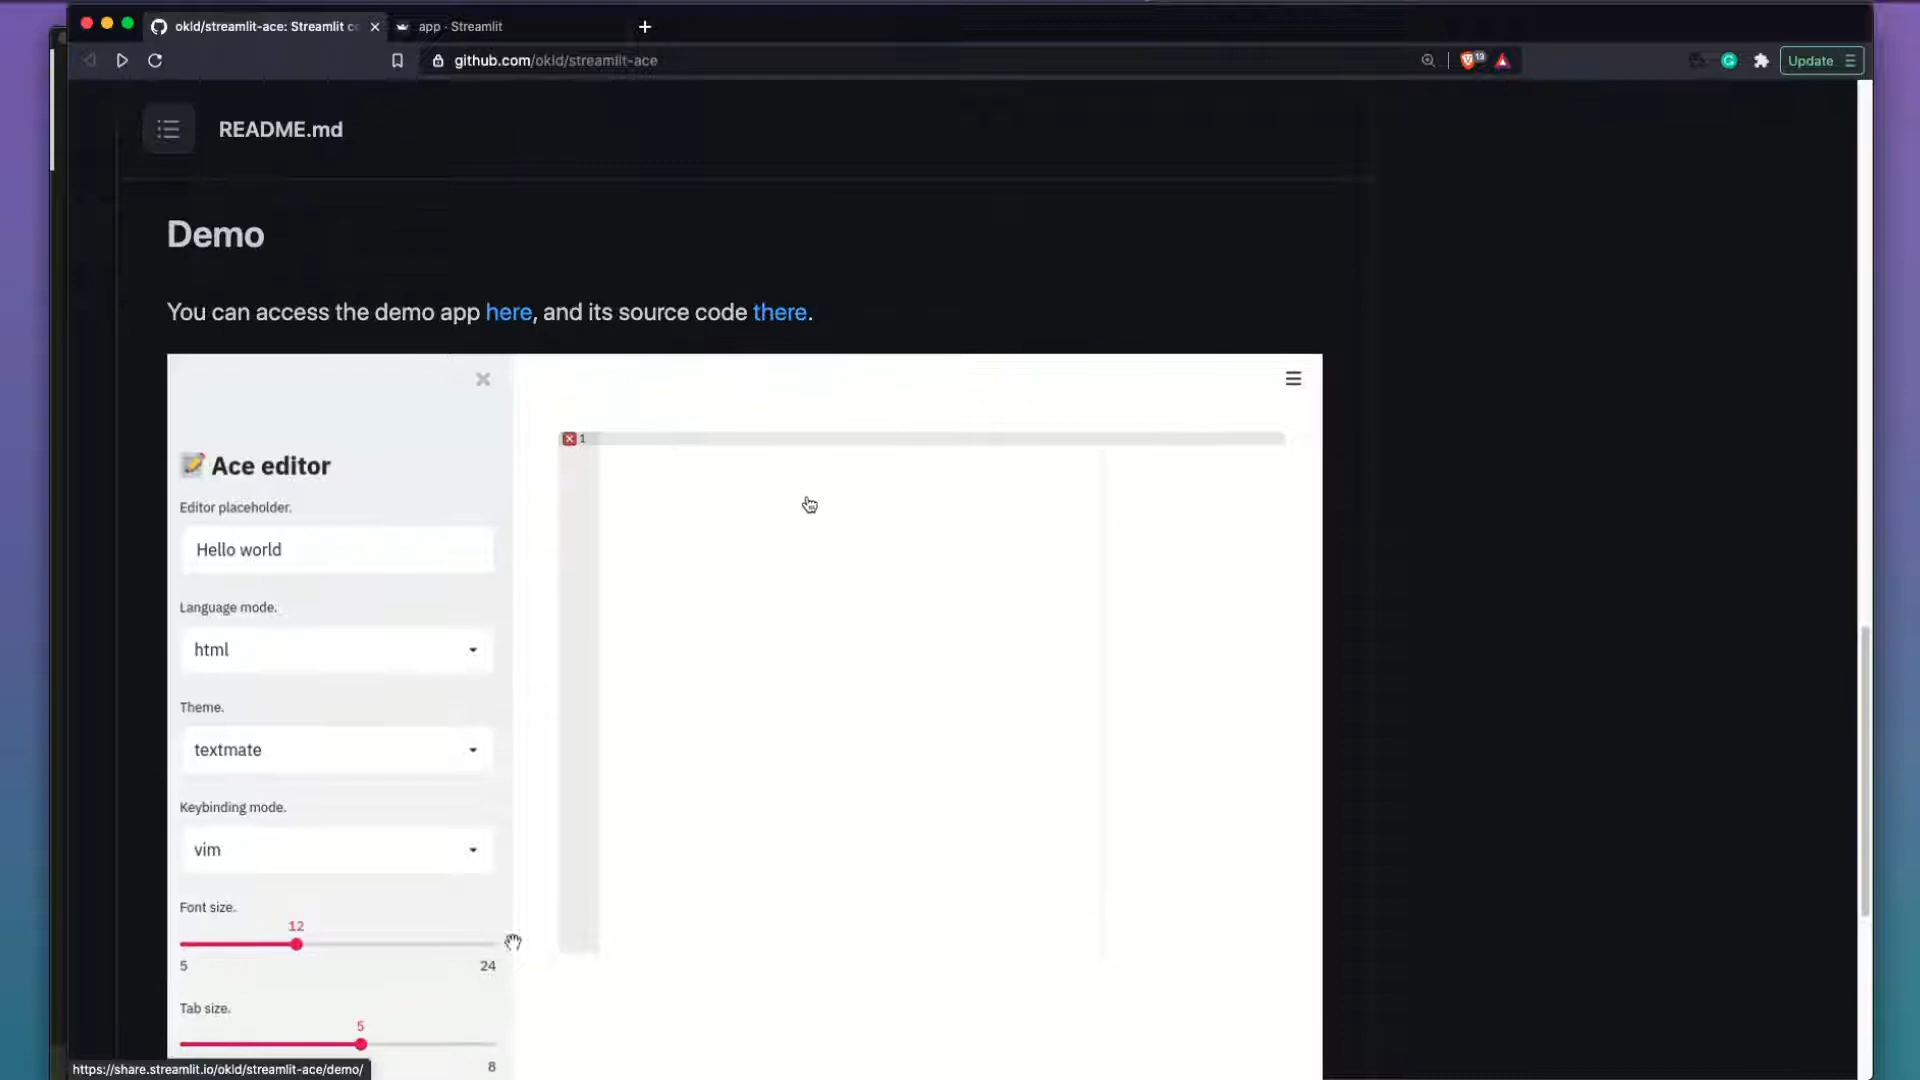 okld/streamlit-ace: Streamlit co
app · Streamlit
github.com/okld/streamlit-ace
13
Update
README.md
Demo
You can access the demo app here, and its source code there.
1
Ace editor
Editor placeholder.
Hello world
Language mode.
html
Theme.
textmate
Keybinding mode.
vim
Font size.
12
5
24
Tab size.
5
8
https://share.streamlit.io/okld/streamlit-ace/demo/